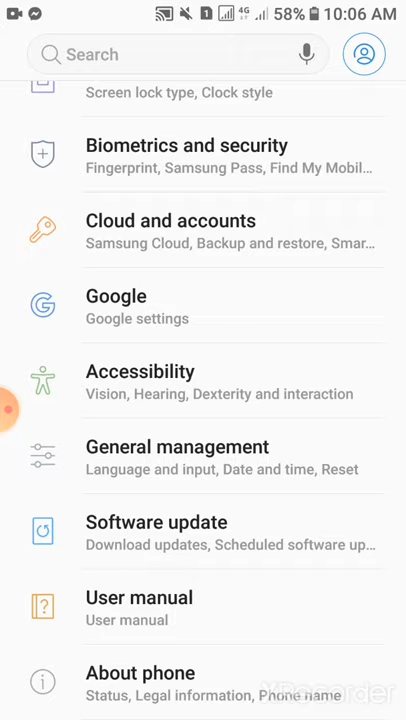 1 4G 58% 10:06 AM
Search
Screen lock type, Clock style
Biometrics and security
Fingerprint, Samsung Pass, Find My Mobil...
Cloud and accounts
Samsung Cloud, Backup and restore, Smar...
Google
Google settings
Accessibility
Vision, Hearing, Dexterity and interaction
General management
Language and input, Date and time, Reset
Software update
Download updates, Scheduled software up...
User manual
User manual
About phone
Status, Legal information, Phone name
XRecorder